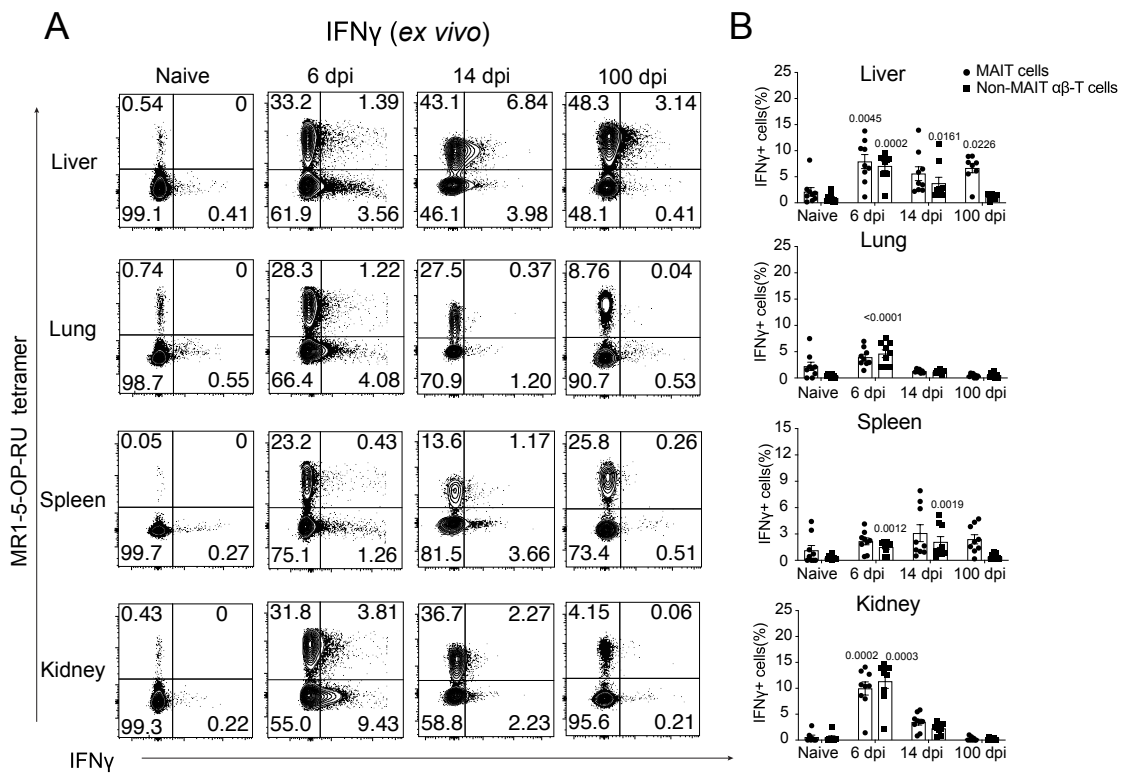 A
IFNγ (ex vivo)
Naive 6 dpi 14 dpi 100 dpi
Liver
0.54 0
99.1 0.41
33.2 1.39
61.9 3.56
43.1 6.84
46.1 3.98
48.3 3.14
48.1 0.41
Lung
0.74 0
98.7 0.55
28.3 1.22
66.4 4.08
27.5 0.37
70.9 1.20
8.76 0.04
90.7 0.53
Spleen
0.05 0
99.7 0.27
23.2 0.43
75.1 1.26
13.6 1.17
81.5 3.66
25.8 0.26
73.4 0.51
Kidney
0.43 0
99.3 0.22
31.8 3.81
55.0 9.43
36.7 2.27
58.8 2.23
4.15 0.06
95.6 0.21
MR1-5-OP-RU tetramer
IFNγ
B
MAIT cells
Non-MAIT αβ-T cells
Liver
IFNγ+ cells(%)
25
20
15
10
5
0
0.0045
0.0002
0.0161
0.0226
Naive 6 dpi 14 dpi 100 dpi
Lung
IFNγ+ cells(%)
25
20
15
10
5
0
<0.0001
Naive 6 dpi 14 dpi 100 dpi
Spleen
IFNγ+ cells(%)
15
12
9
6
3
0
0.0012
0.0019
Naive 6 dpi 14 dpi 100 dpi
Kidney
IFNγ+ cells(%)
25
20
15
10
5
0
0.0002 0.0003
Naive 6 dpi 14 dpi 100 dpi